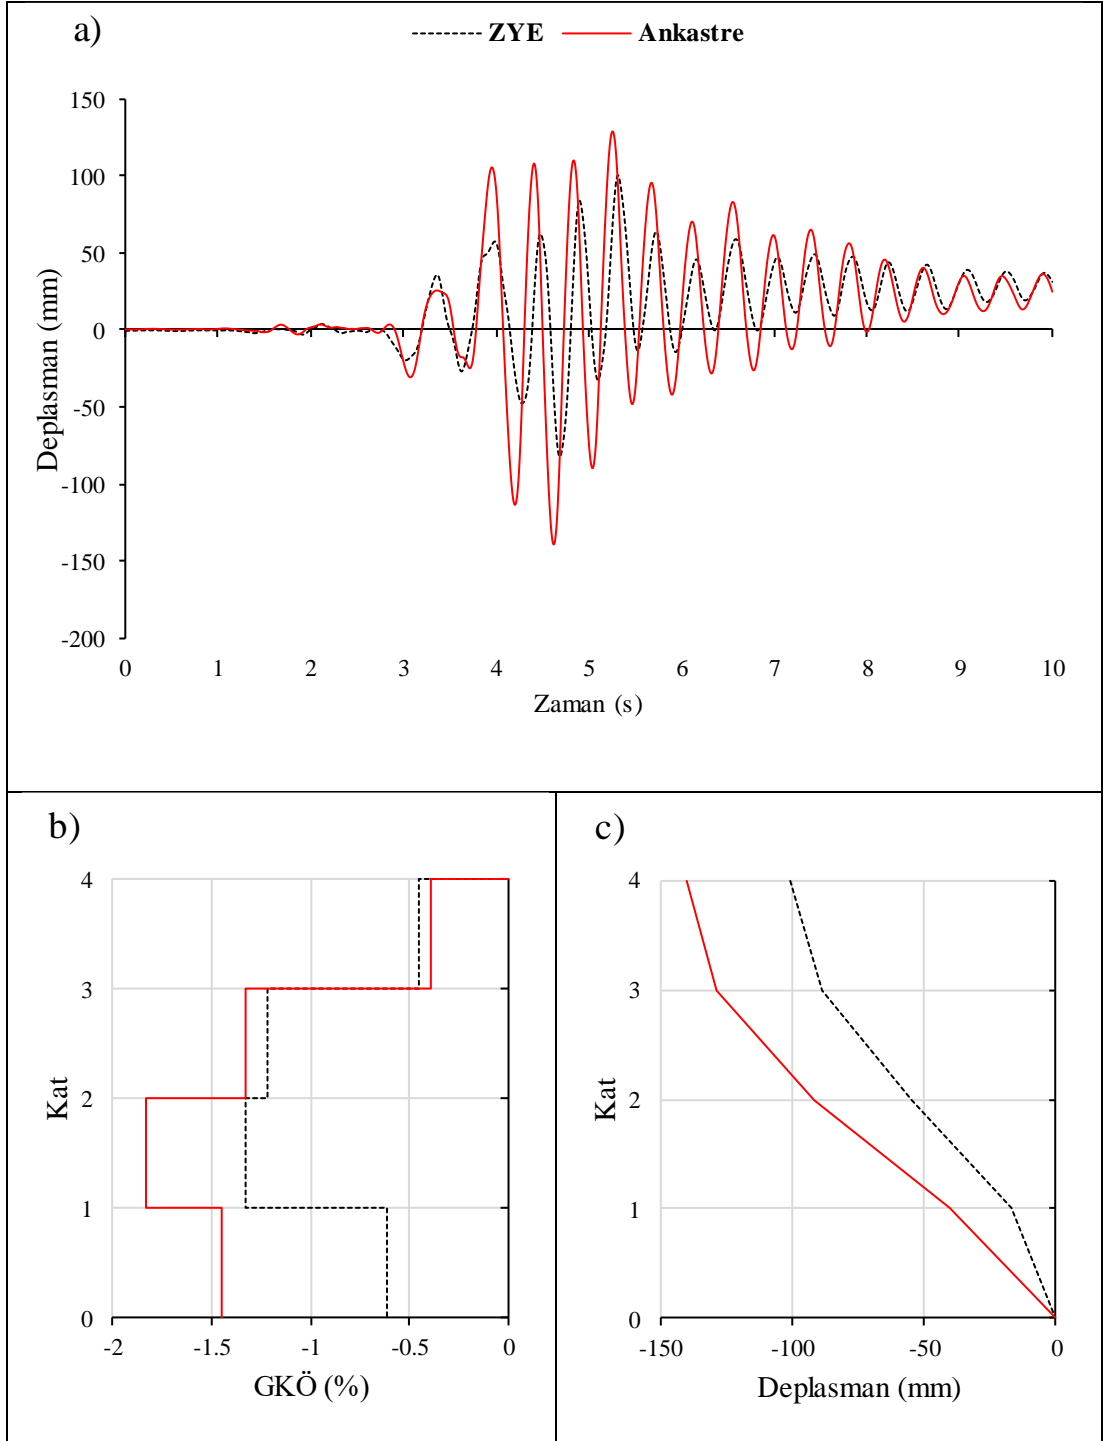 a)
ZYE Ankastre
150
100
50
0
-50
-100
-150
-200
Deplasman (mm)
0 1 2 3 4 5 6 7 8 9 10
Zaman (s)
b)
4
3
2
1
0
Kat
-2 -1.5 -1 -0.5 0
GKÖ (%)
c)
4
3
2
1
0
Kat
-150 -100 -50 0
Deplasman (mm)